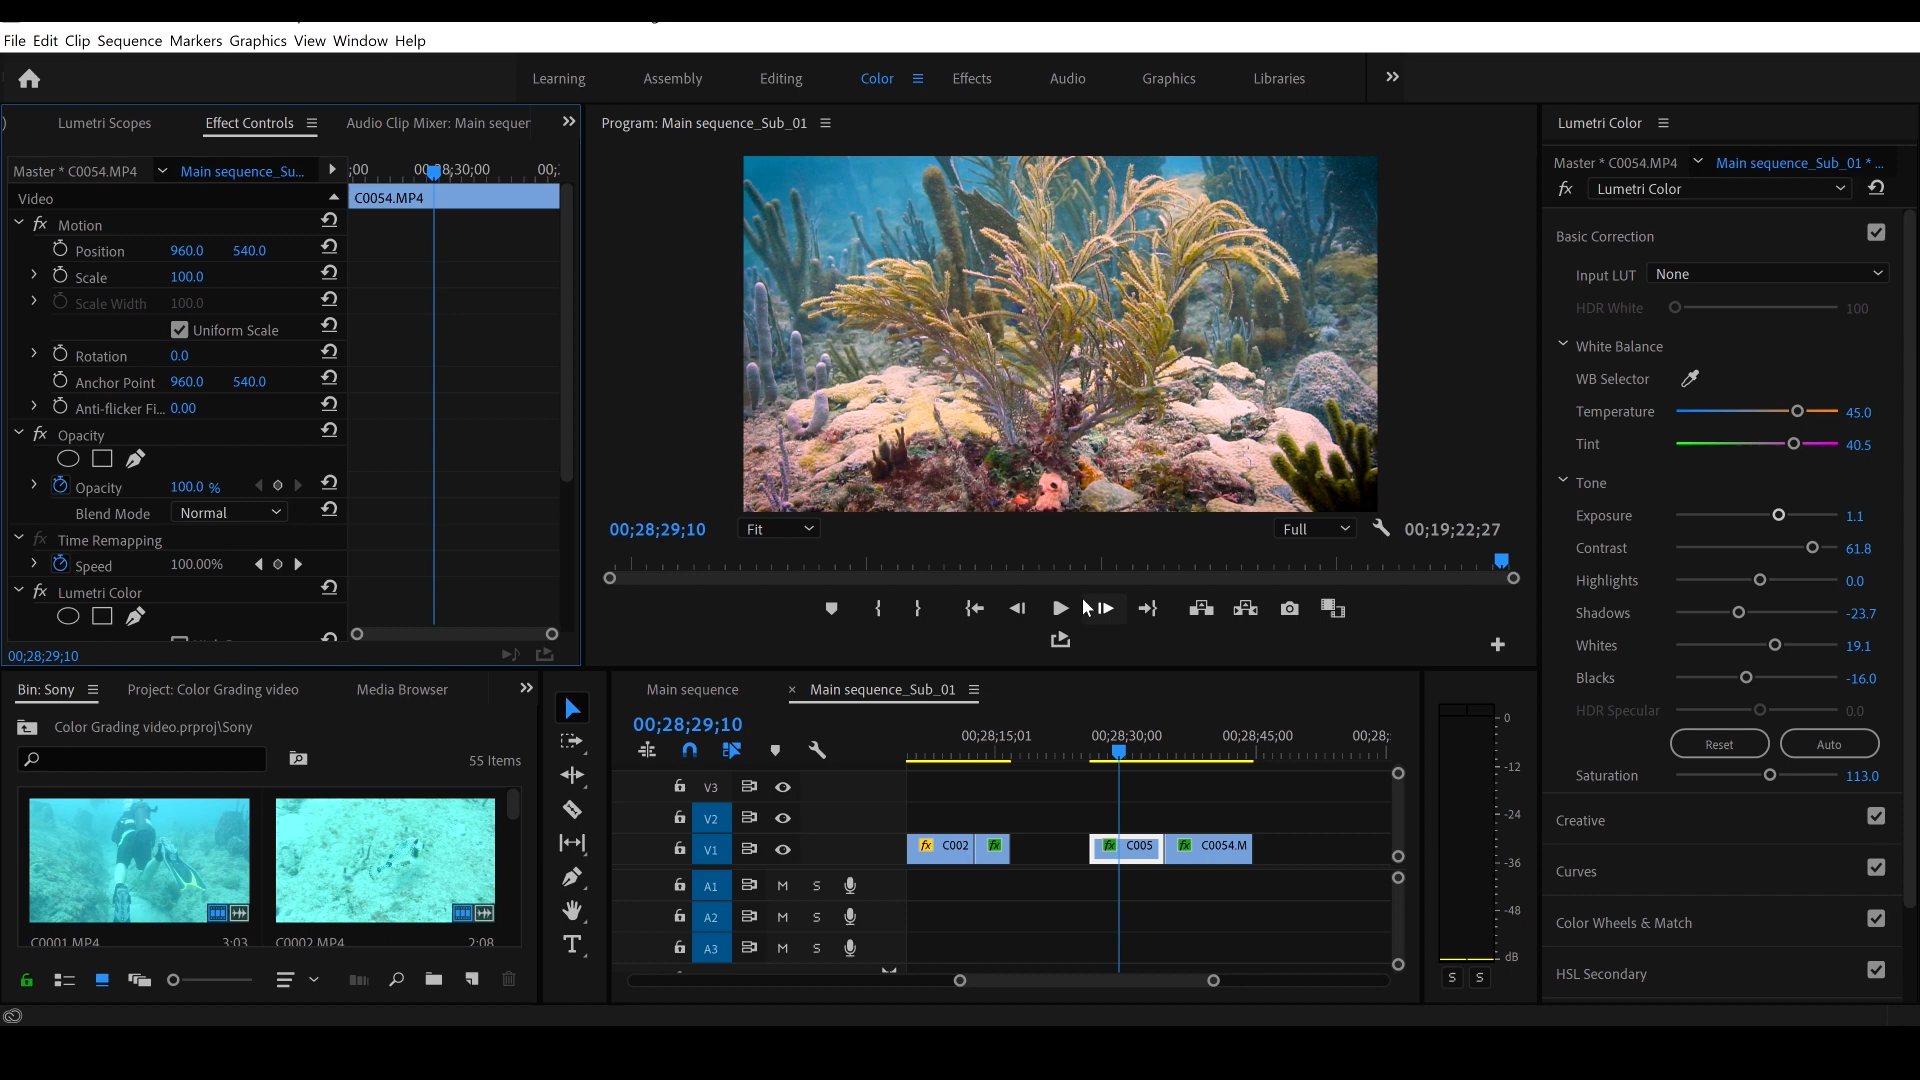 File Edit Clip Sequence Markers Graphics View Window Help
Learning Assembly Editing Color Effects Audio Graphics Libraries
Lumetri Scopes Effect Controls Audio Clip Mixer: Main sequen
Master * C0054.MP4 Main sequence_Su...
;00 00;28;30;00 00;
Video C0054.MP4
fx Motion
Position 960.0 540.0
Scale 100.0
Scale Width 100.0
Uniform Scale
Rotation 0.0
Anchor Point 960.0 540.0
Anti-flicker Fi... 0.00
fx Opacity
Opacity 100.0 %
Blend Mode Normal
fx Time Remapping
Speed 100.00%
fx Lumetri Color
00;28;29;10
Program: Main sequence_Sub_01
00;28;29;10 Fit Full 00;19;22;27
Lumetri Color
Master * C0054.MP4 Main sequence_Sub_01 * ...
fx Lumetri Color
Basic Correction
Input LUT None
HDR White 100
White Balance
WB Selector
Temperature 45.0
Tint 40.5
Tone
Exposure 1.1
Contrast 61.8
Highlights 0.0
Shadows -23.7
Whites 19.1
Blacks -16.0
HDR Specular 0.0
Reset Auto
Saturation 113.0
Creative
Curves
Color Wheels & Match
HSL Secondary
Bin: Sony Project: Color Grading video Media Browser
Color Grading video.prproj\Sony
55 Items
C0001.MP4 3:03 C0002.MP4 2:08
Main sequence × Main sequence_Sub_01
00;28;29;10
00;28;15;01 00;28;30;00 00;28;45;00 00;28;
V3
V2
V1 fx C002 fx fx C005 fx C0054.M
A1 M S
A2 M S
A3 M S
0
-12
-24
-36
-48
dB
S S